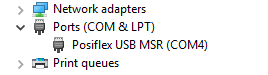 Network adapters
Ports (COM & LPT)
Posiflex USB MSR (COM4)
Print queues